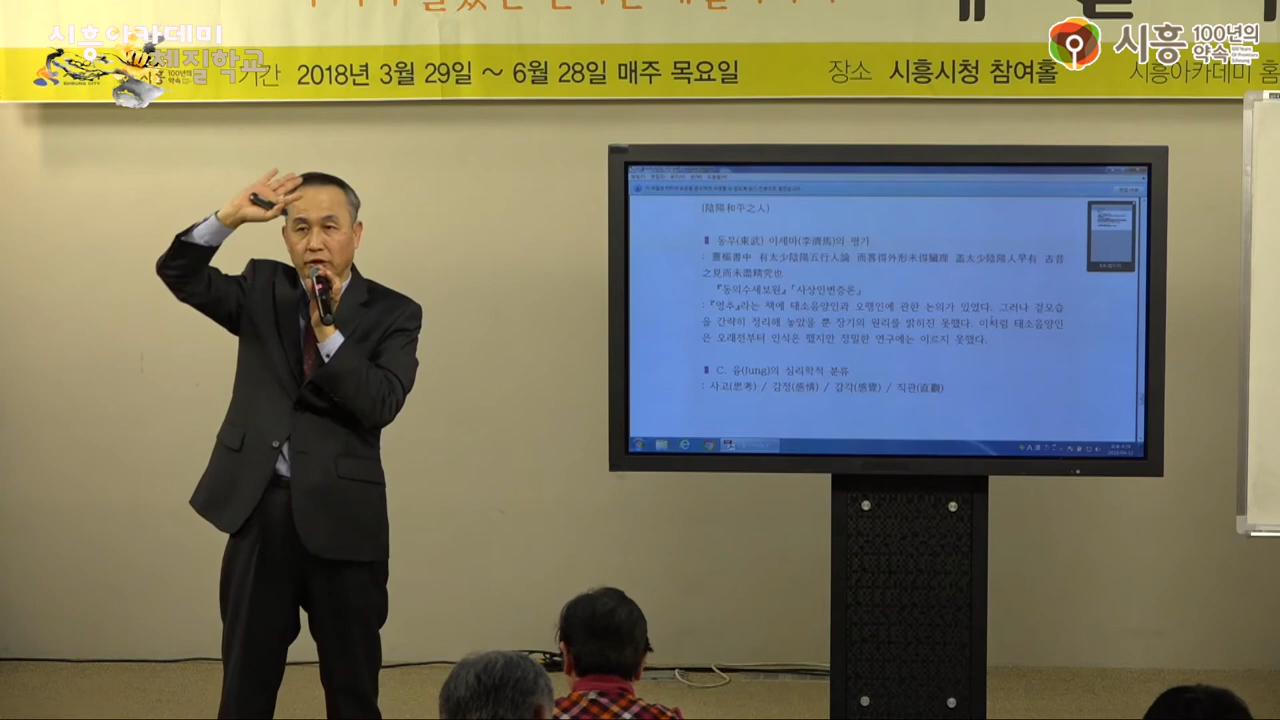 시흥아카데미
체질학교
기간 2018년 3월 29일 ~ 6월 28일 매주 목요일 장소 시흥시청 참여홀 시흥아카데미 홈
시흥 100년의 약속
(陰陽和平之人)
동무(東武) 이제마(李濟馬)의 평가
: 靈樞書中 有太少陰陽五行人論 而畧得外形未得臟理 盖太少陰陽人早有 古昔
之見而未盡精究也
『동의수세보원』「사상인변증론」
: 『영추』라는 책에 태소음양인과 오행인에 관한 논의가 있었다. 그러나 겉모습
을 간략히 정리해 놓았을 뿐 장기의 원리를 밝히진 못했다. 이처럼 태소음양인
은 오래전부터 인식은 했지만 정밀한 연구에는 이르지 못했다.
C. 융(Jung)의 심리학적 분류
: 사고(思考) / 감정(感情) / 감각(感覺) / 직관(直觀)